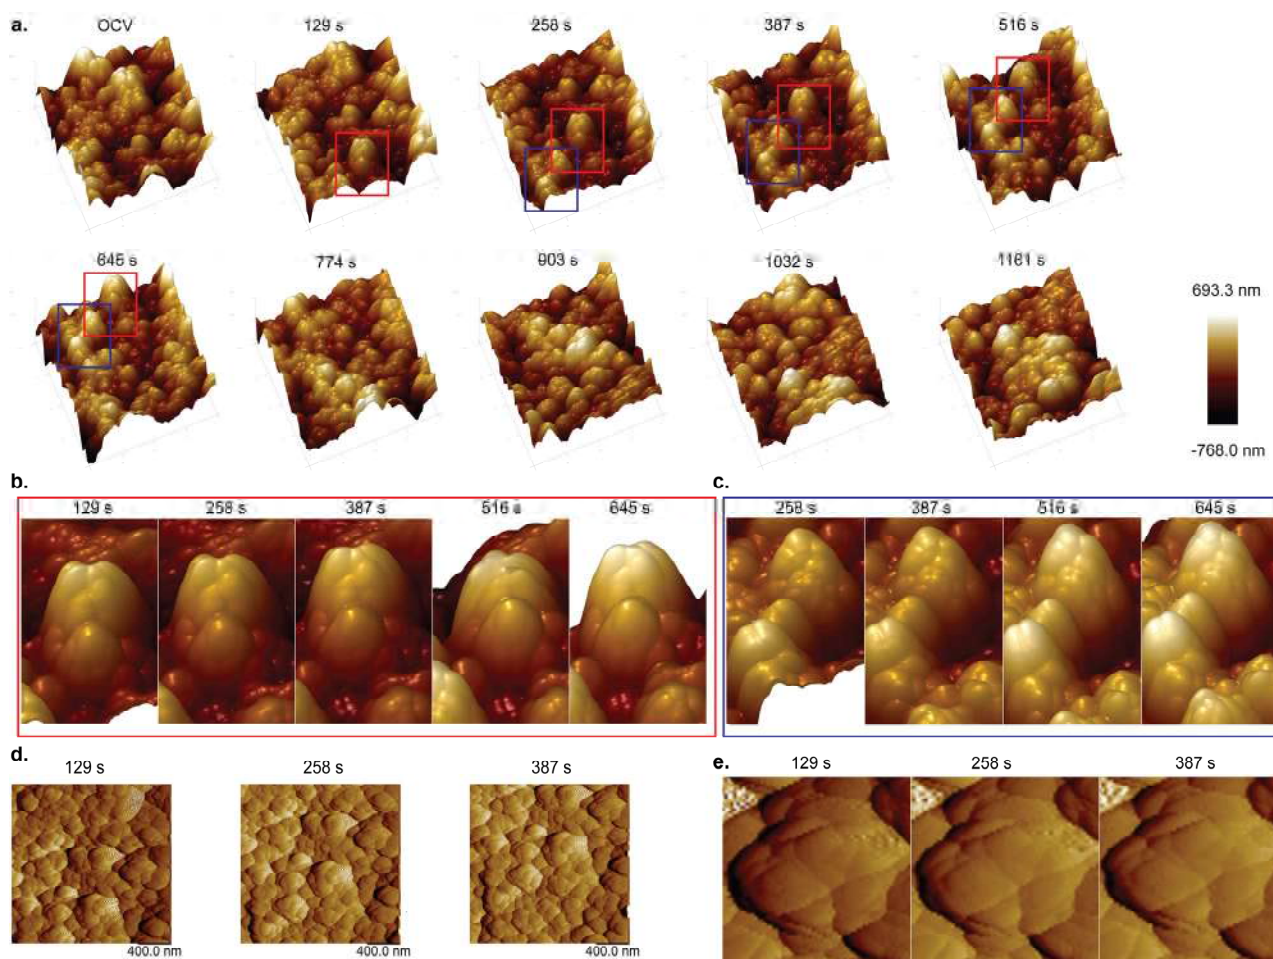 a.
OCV 129 s 258 s 387 s 516 s
645 s 774 s 903 s 1032 s 1161 s
693.3 nm
-768.0 nm
b. c.
129 s 258 s 387 s 516 s 645 s 258 s 387 s 516 s 645 s
d. e.
129 s 258 s 387 s 129 s 258 s 387 s
400.0 nm 400.0 nm 400.0 nm